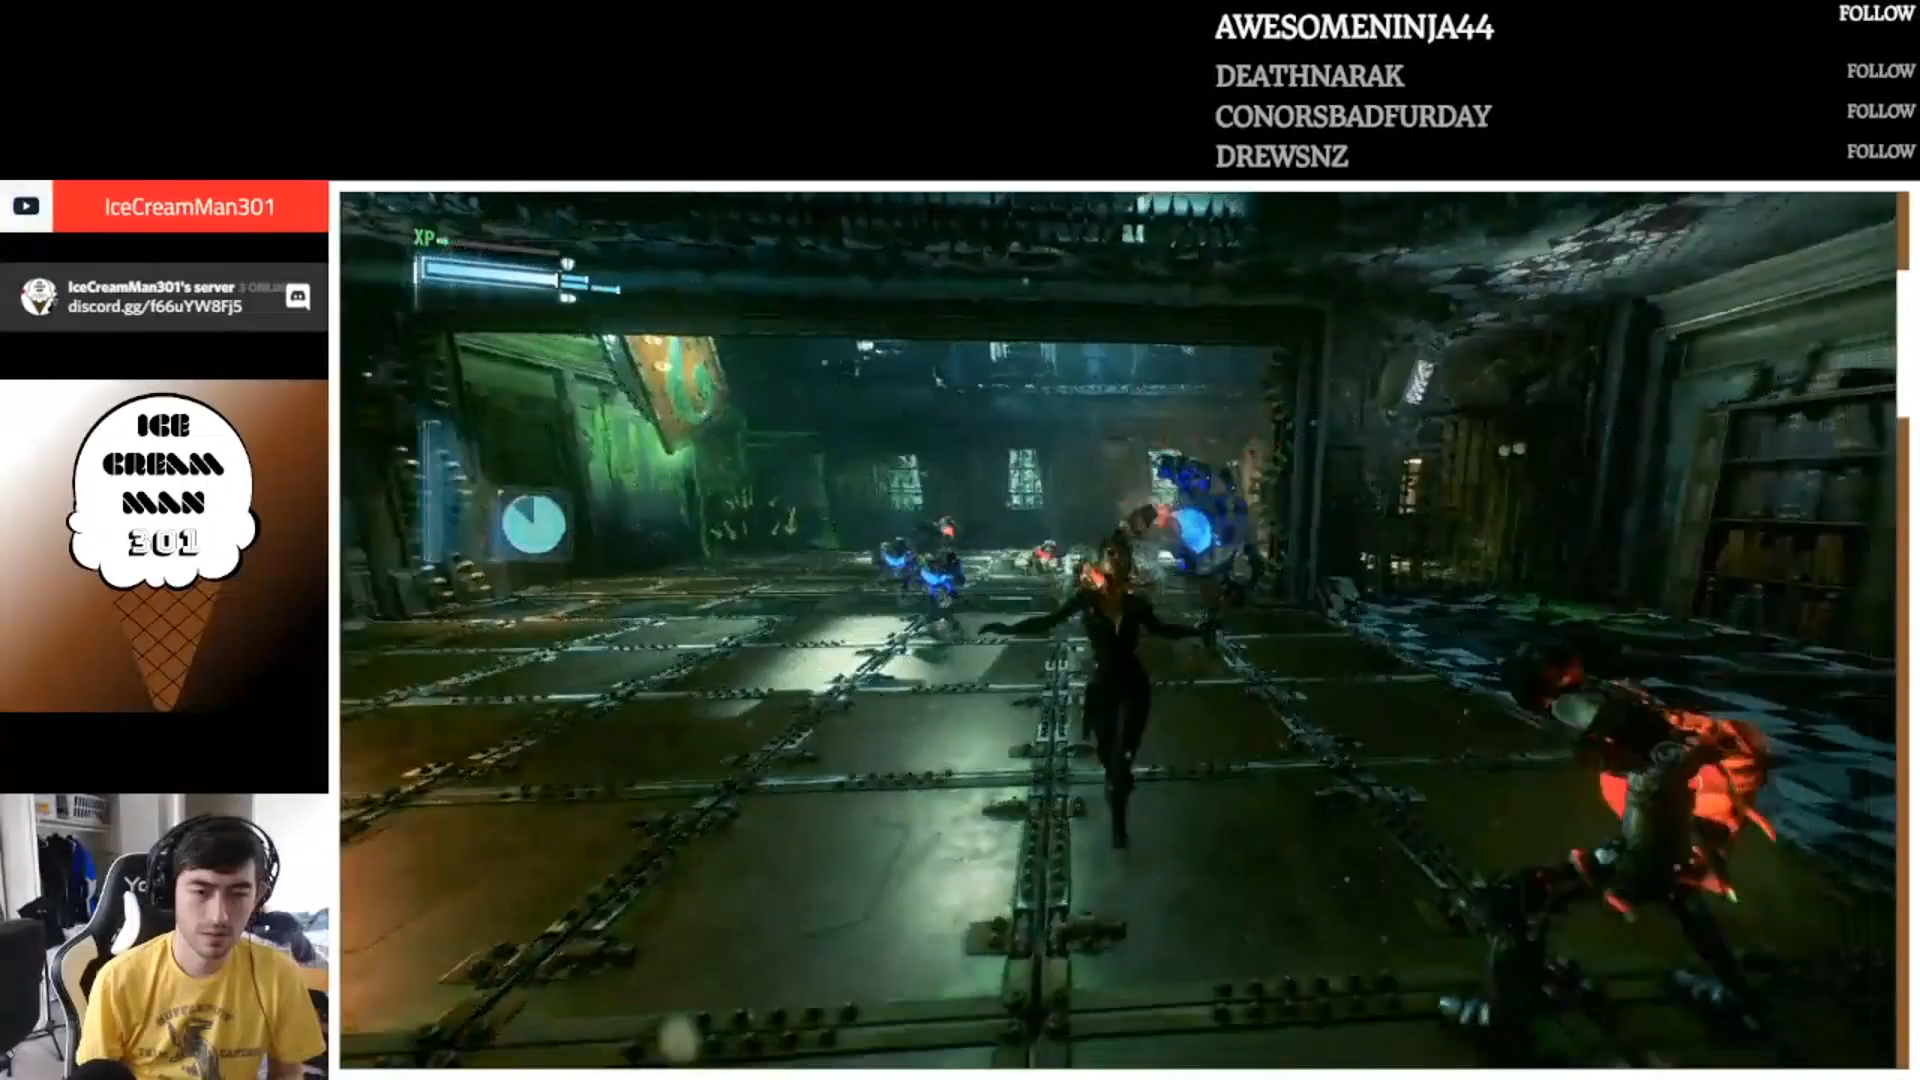 AWESOMENINJA44 FOLLOW
DEATHNARAK FOLLOW
CONORSBADFURDAY FOLLOW
DREWSNZ FOLLOW
IceCreamMan301
IceCreamMan301's server
discord.gg/f66uYW8Fj5
XP
ICE
CREAM
MAN
301